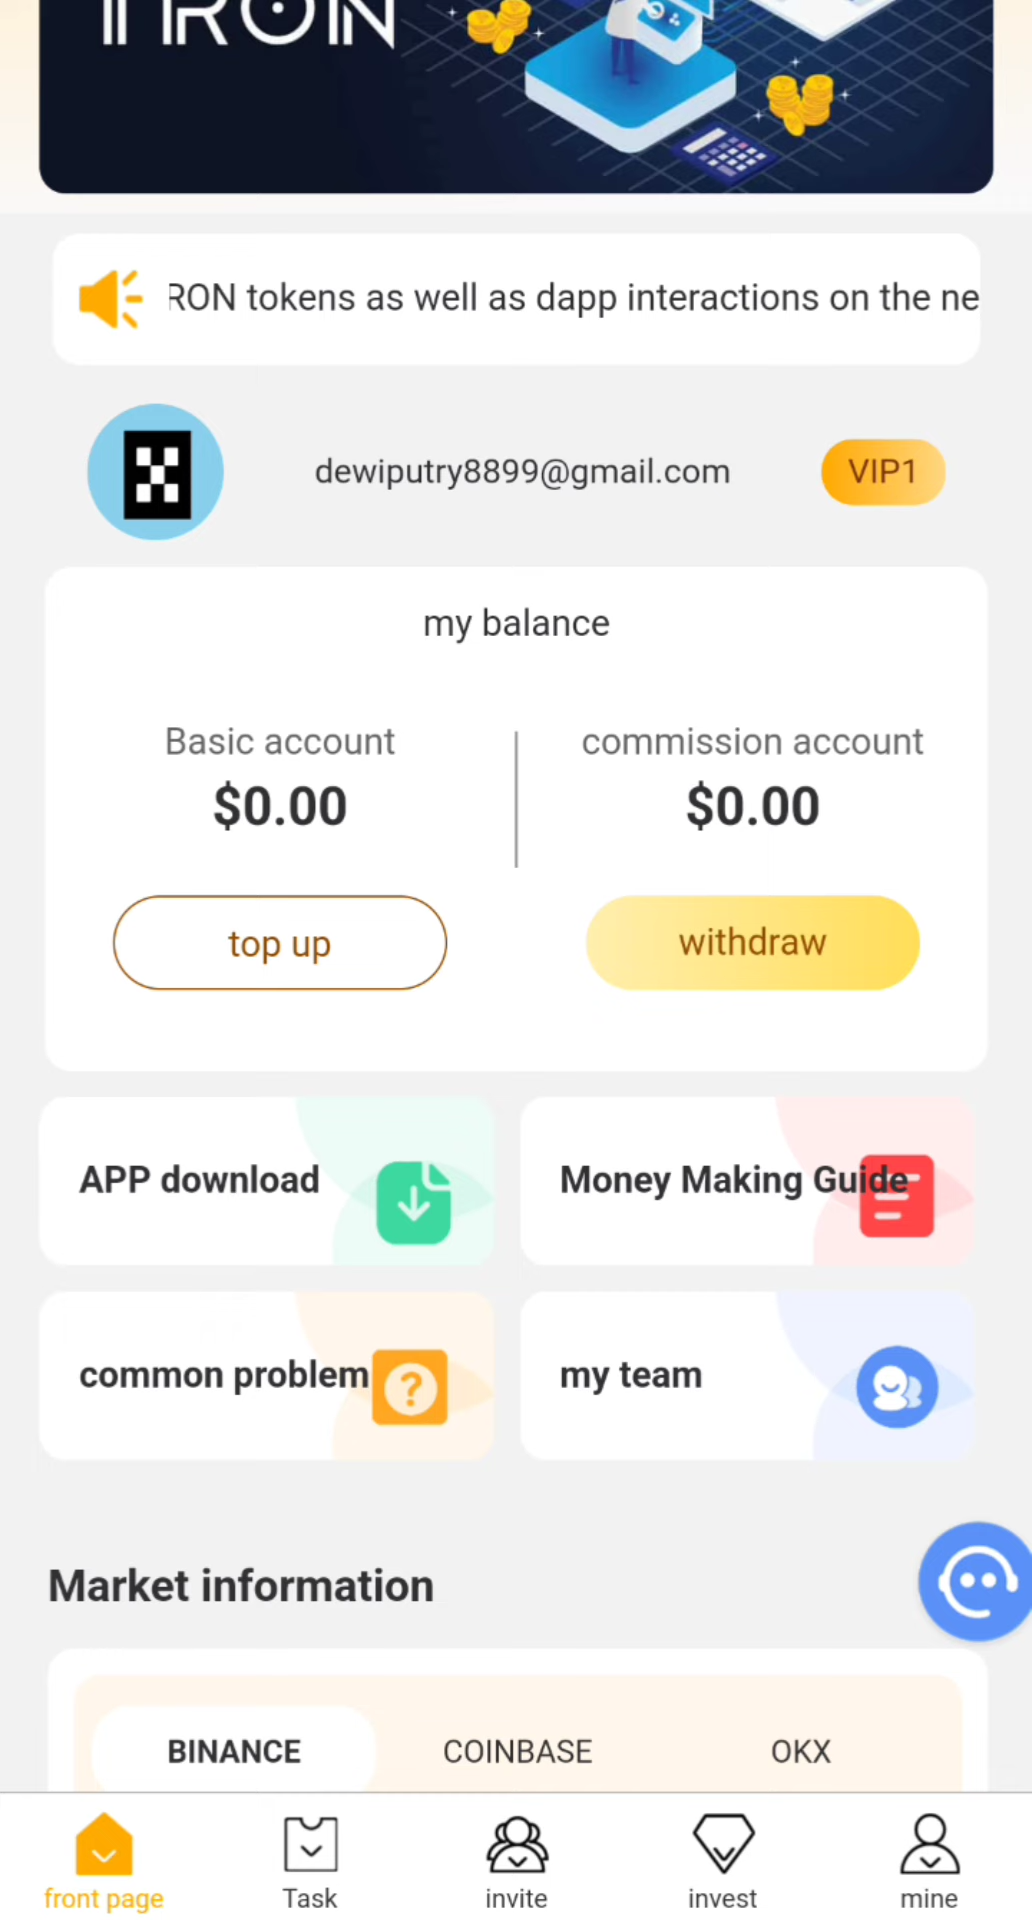 TRON
RON tokens as well as dapp interactions on the ne
dewiputry8899@gmail.com
VIP1
my balance
Basic account
commission account
$0.00
$0.00
top up
withdraw
APP download
Money Making Guide
common problem
my team
Market information
BINANCE
COINBASE
OKX
front page
Task
invite
invest
mine